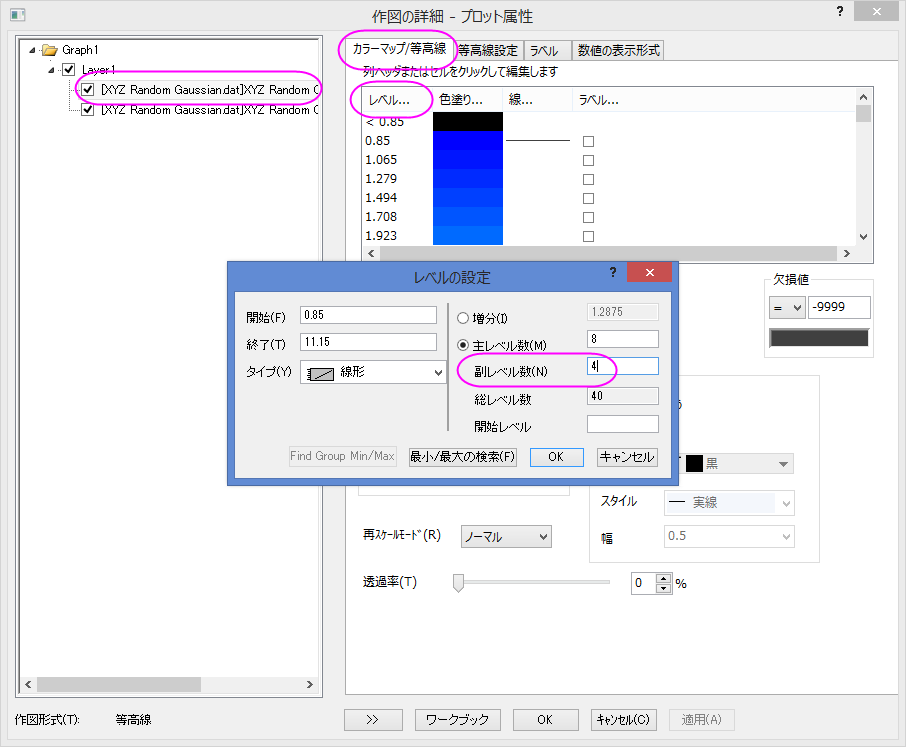 作図の詳細 - プロット属性
?
Graph1
Layer1
[XYZ Random Gaussian.dat]XYZ Random G
[XYZ Random Gaussian.dat]XYZ Random G
カラーマップ/等高線
等高線設定
ラベル
数値の表示形式
列ヘッダまたはセルをクリックして編集します
レベル...
色塗り...
線...
ラベル...
< 0.85
0.85
1.065
1.279
1.494
1.708
1.923
レベルの設定
?
開始(F)
0.85
終了(T)
11.15
タイプ(Y)
線形
増分(I)
1.2875
主レベル数(M)
8
副レベル数(N)
4
総レベル数
40
開始レベル
Find Group Min/Max
最小/最大の検索(F)
OK
キャンセル
欠損値
=
-9999
黒
スタイル
実線
幅
0.5
再スケールモード(R)
ノーマル
透過率(T)
0
%
作図形式(T):
等高線
>>
ワークブック
OK
キャンセル(C)
適用(A)